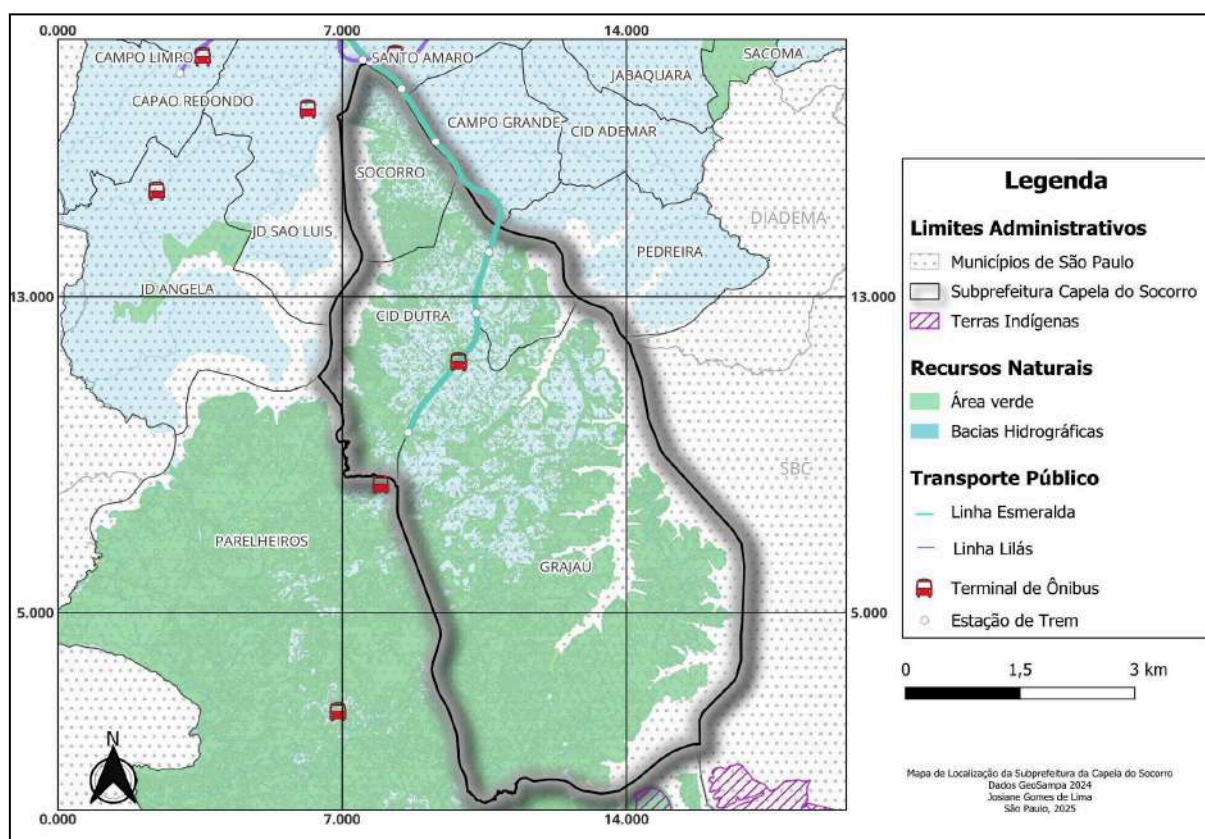 0.000
7.000
14.000
CAMPO LIMPO
SANTO AMARO
SACOMA
JABAQUARA
CAPAO REDONDO
CAMPO GRANDE
CID ADEMAR
SOCORRO
DIADEMA
JD SAO LUIS
PEDREIRA
JD ANGELA
13.000
13.000
CID DUTRA
SBC
PARELHEIROS
GRAJAU
5.000
5.000
N
0.000
7.000
14.000
Legenda
Limites Administrativos
Municípios de São Paulo
Subprefeitura Capela do Socorro
Terras Indígenas
Recursos Naturais
Área verde
Bacias Hidrográficas
Transporte Público
Linha Esmeralda
Linha Lilás
Terminal de Ônibus
Estação de Trem
0 1,5 3 km
Mapa de Localização da Subprefeitura da Capela do Socorro
Dados GeoSampa 2024
Josiane Gomes de Lima
São Paulo, 2025